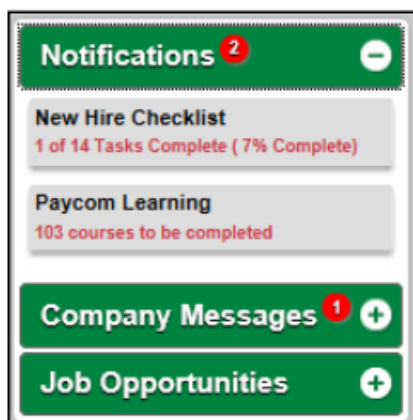 Notifications 2
New Hire Checklist
1 of 14 Tasks Complete ( 7% Complete)
Paycom Learning
103 courses to be completed
Company Messages 1
Job Opportunities